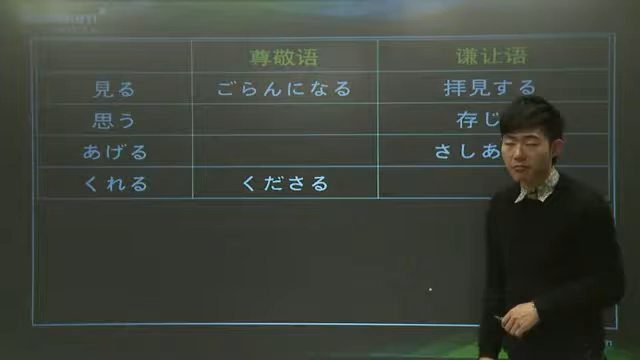 尊敬语 谦让语
見る ごらんになる 拝見する
思う 存じ
あげる さしあ
くれる くださる